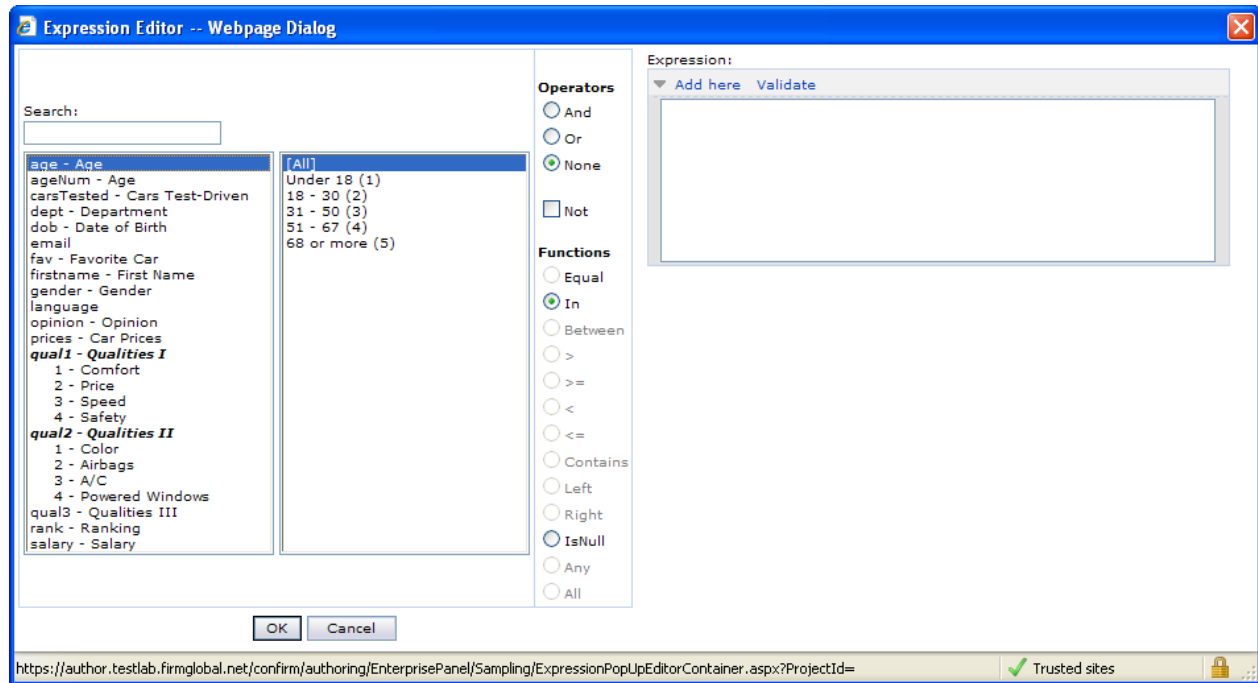 Expression Editor -- Webpage Dialog
Search:
age - Age
ageNum - Age
carsTested - Cars Test-Driven
dept - Department
dob - Date of Birth
email
fav - Favorite Car
firstname - First Name
gender - Gender
language
opinion - Opinion
prices - Car Prices
qual1 - Qualities I
1 - Comfort
2 - Price
3 - Speed
4 - Safety
qual2 - Qualities II
1 - Color
2 - Airbags
3 - A/C
4 - Powered Windows
qual3 - Qualities III
rank - Ranking
salary - Salary
[All]
Under 18 (1)
18 - 30 (2)
31 - 50 (3)
51 - 67 (4)
68 or more (5)
Operators
And
Or
None
Not
Functions
Equal
In
Between
>
>=
<
<=
Contains
Left
Right
IsNull
Any
All
Expression:
Add here Validate
OK Cancel
https://author.testlab.firmglobal.net/confirm/authoring/EnterprisePanel/Sampling/ExpressionPopUpEditorContainer.aspx?ProjectId= Trusted sites